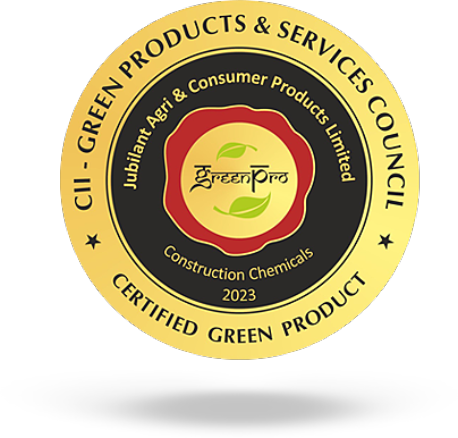 CII - GREEN PRODUCTS & SERVICES COUNCIL
Jubilant Agri & Consumer Products Limited
GreenPro
Construction Chemicals
2023
CERTIFIED GREEN PRODUCT